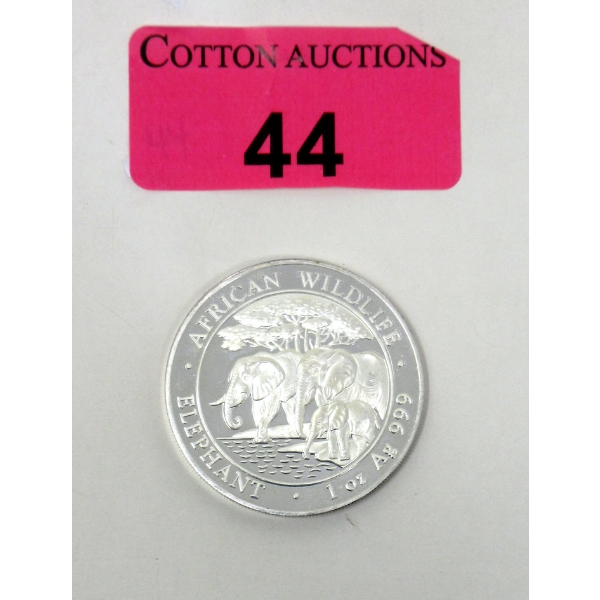 COTTON AUCTIONS
44
· AFRICAN WILDLIFE ·
ELEPHANT · 1 oz Ag 999